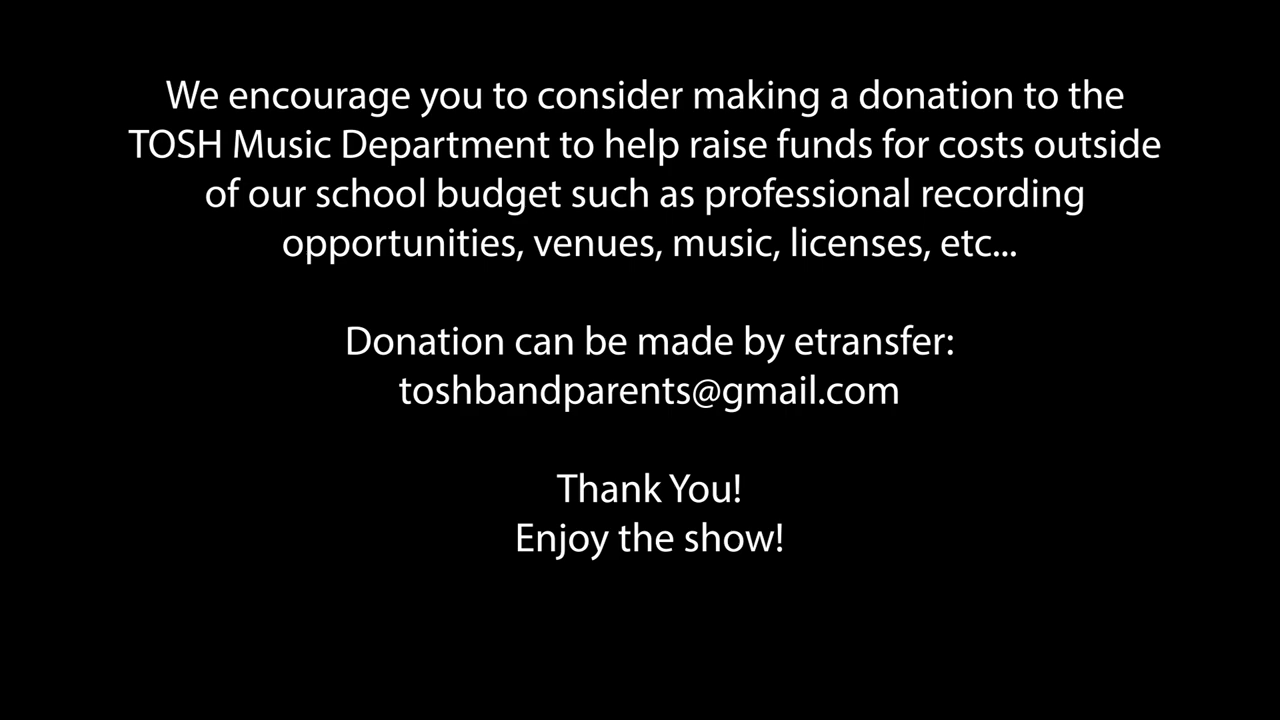 We encourage you to consider making a donation to the
TOSH Music Department to help raise funds for costs outside
of our school budget such as professional recording
opportunities, venues, music, licenses, etc...
Donation can be made by etransfer:
toshbandparents@gmail.com
Thank You!
Enjoy the show!